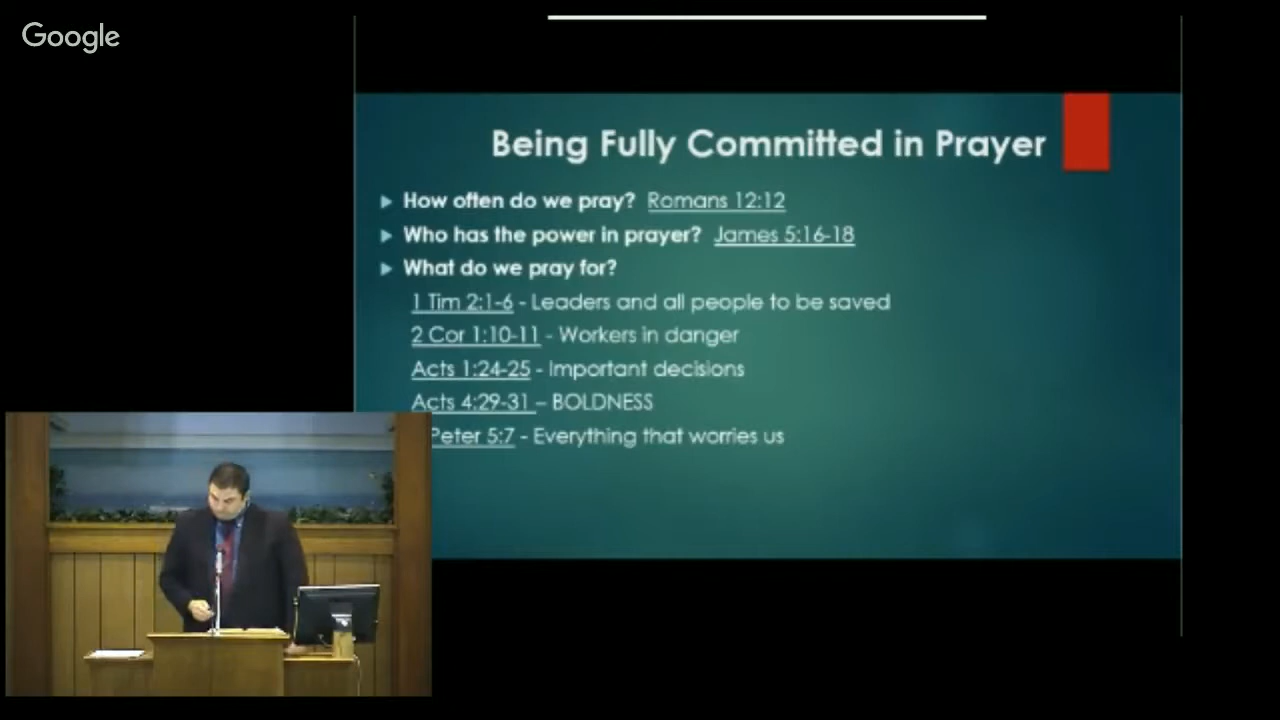 Google
Being Fully Committed in Prayer
How often do we pray? Romans 12:12
Who has the power in prayer? James 5:16-18
What do we pray for?
1 Tim 2:1-6 - Leaders and all people to be saved
2 Cor 1:10-11 - Workers in danger
Acts 1:24-25 - Important decisions
Acts 4:29-31 – BOLDNESS
Peter 5:7 - Everything that worries us